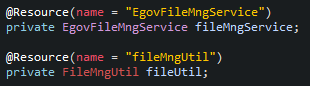 @Resource(name = "EgovFileMngService")
private EgovFileMngService fileMngService;
@Resource(name = "fileMngUtil")
private FileMngUtil fileUtil;